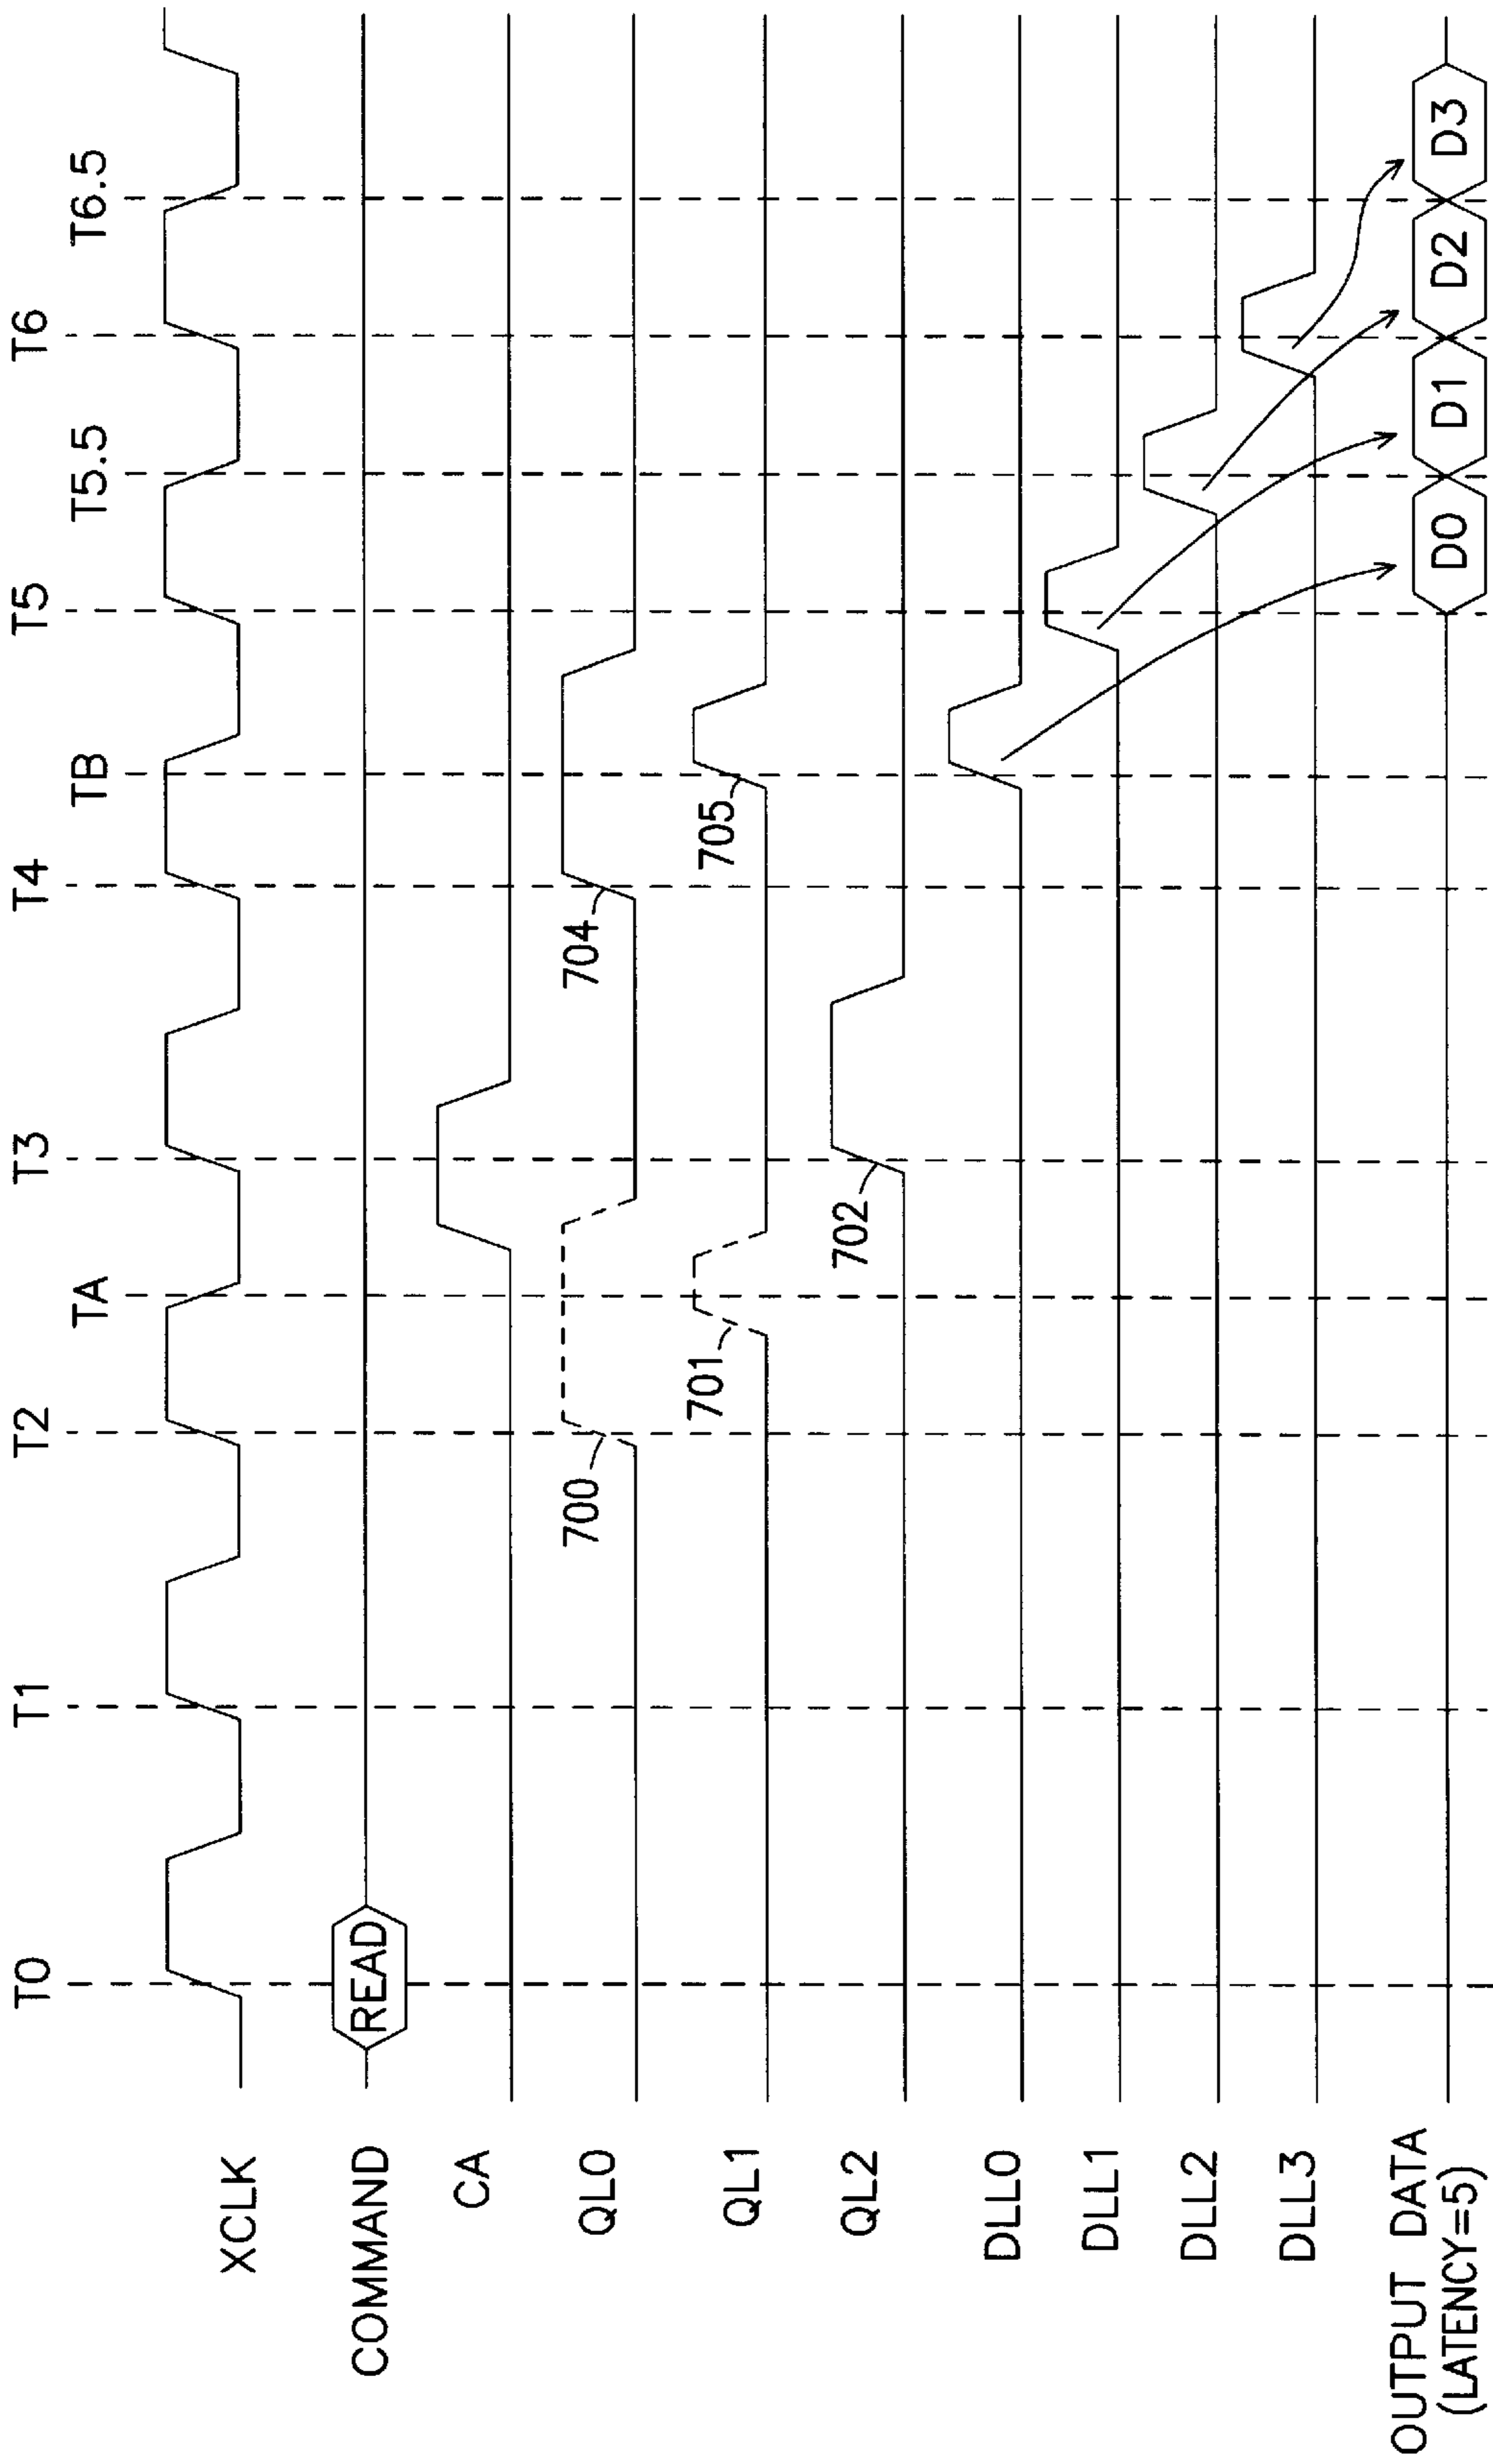 T0 T1 T2 TA T3 T4 TB T5 T5.5 T6 T6.5
XCLK
COMMAND READ
CA
QL0 700 704
QL1 701 705
QL2 702
DLL0
DLL1
DLL2
DLL3
OUTPUT DATA
(LATENCY=5) D0 D1 D2 D3